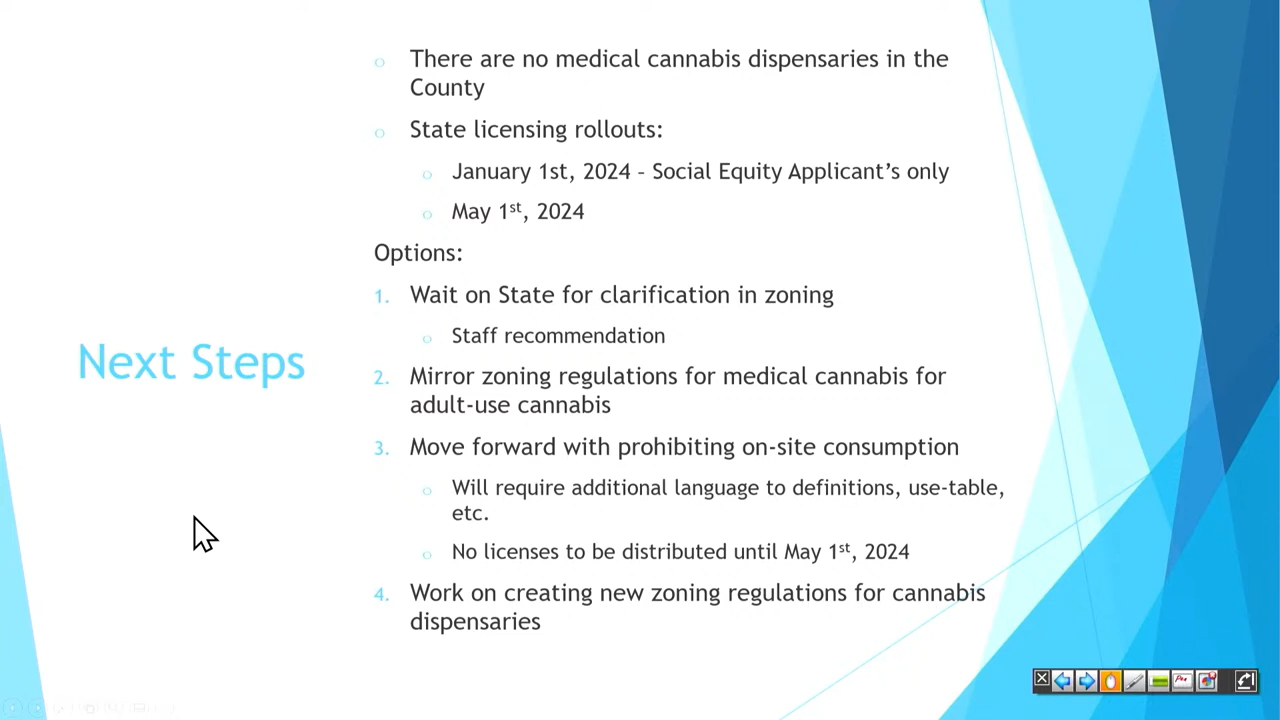 There are no medical cannabis dispensaries in the
County
State licensing rollouts:
January 1st, 2024 – Social Equity Applicant’s only
May 1st, 2024
Options:
1. Wait on State for clarification in zoning
Staff recommendation
Next Steps
2. Mirror zoning regulations for medical cannabis for
adult-use cannabis
3. Move forward with prohibiting on-site consumption
Will require additional language to definitions, use-table,
etc.
No licenses to be distributed until May 1st, 2024
4. Work on creating new zoning regulations for cannabis
dispensaries